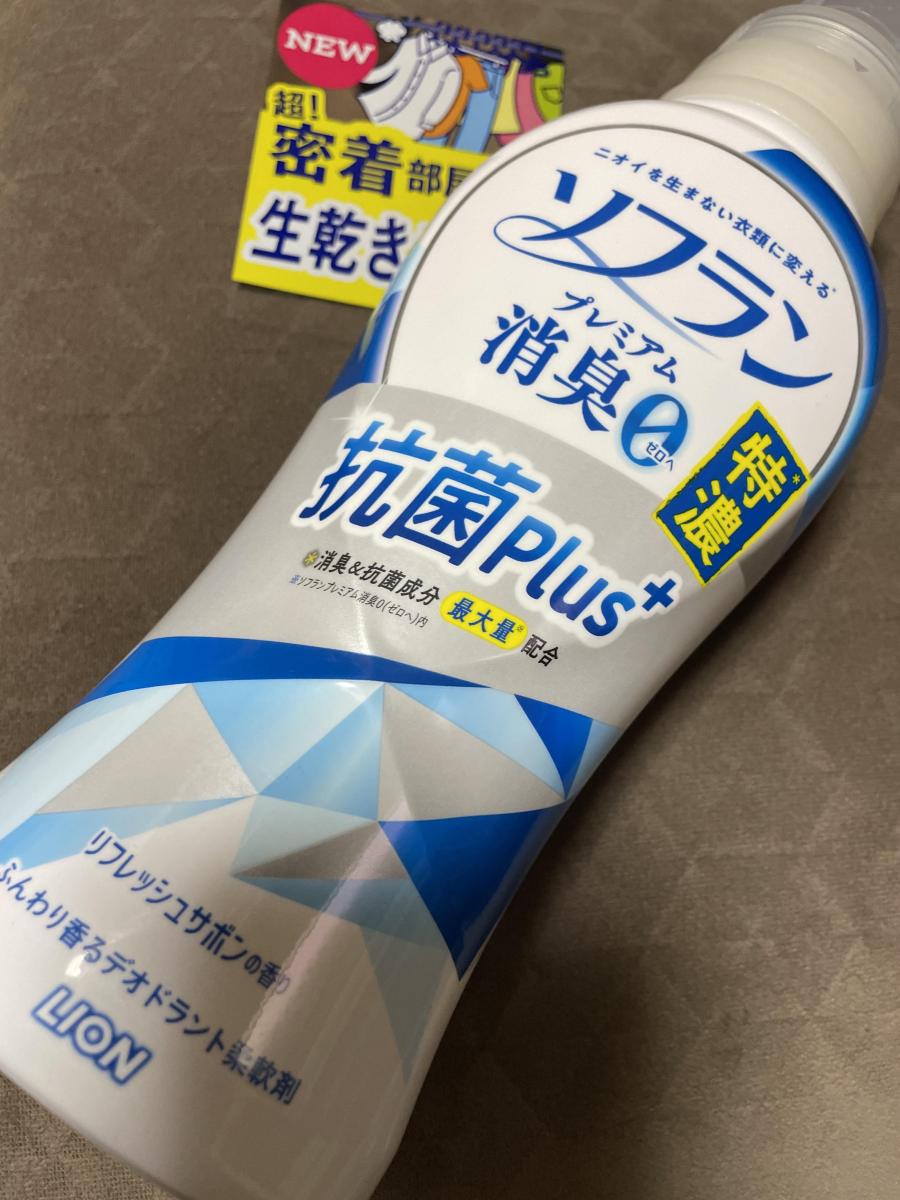 NEW
超!
密着部屋
生乾き
ニオイを生まない衣類に変える*
ソフラン
プレミアム
消臭0
ゼロへ
特濃*
抗菌Plus+
※消臭&抗菌成分 最大量※配合
※ソフランプレミアム消臭0(ゼロへ)内
リフレッシュサボンの香り
ふんわり香るデオドラント柔軟剤
LION